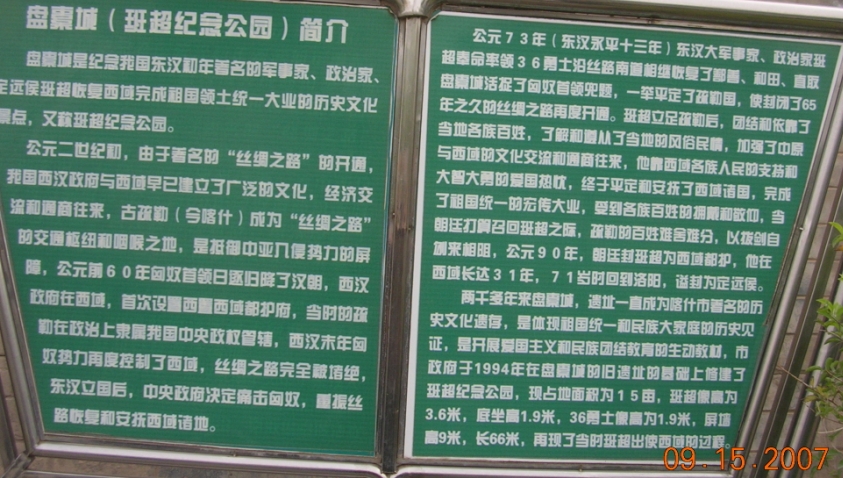 盘橐城（班超纪念公园）简介
盘橐城是纪念我国东汉初年著名的军事家、政治家、
定远侯班超恢复西域完成祖国领土统一大业的历史文化
景点，又称班超纪念公园。
公元二世纪初，由于著名的“丝绸之路”的开通，
我国西汉政府与西域早已建立了广泛的文化，经济交
流和通商往来，古疏勒（今喀什）成为“丝绸之路”
的交通枢纽和咽喉之地，是抵御中亚入侵势力的屏
障，公元前60年匈奴首领日逐归降了汉朝，西汉
政府在西域，首次设置西置西域都护府，当时的疏
勒在政治上隶属我国中央政权管辖，西汉末年匈
奴势力再度控制了西域，丝绸之路完全被堵绝，
东汉立国后，中央政府决定痛击匈奴，重振丝
路恢复和安抚西域诸地。
公元73年（东汉永平十三年）东汉大军事家、政治家班
超奉命率领36勇士沿丝路南道相继恢复了鄯善、和田、直取
盘橐城活捉了匈奴首领兜题，一举平定了疏勒国，使封闭了65
年之久的丝绸之路再度开通。班超立足疏勒后，团结和依靠了
当地各族百姓，了解和遵从了当地的风俗民情，加强了中原
与西域的文化交流和通商往来，他靠西域各族人民的支持和
大智大勇的爱国热忱，终于平定和安抚了西域诸国，完成
了祖国统一的宏传大业，受到各族百姓的拥戴和敬仰，当
朝廷打算召回班超之际，疏勒的百姓难舍难分，以拔剑自
刎来相阻，公元90年，朝廷封班超为西域都护，他在
西域长达31年，71岁时回到洛阳，谥封为定远侯。
两千多年来盘橐城，遗址一直成为喀什市著名的历
史文化遗存，是体现祖国统一和民族大家庭的历史见
证，是开展爱国主义和民族团结教育的生动教材，市
政府于1994年在盘橐城的旧遗址的基础上修建了
班超纪念公园，现占地面积为15亩，班超像高为
3.6米，底坐高1.9米，36勇士像高为1.9米，屏墙
高9米，长66米，再现了当时班超出使西域的过程。
09.15.2007